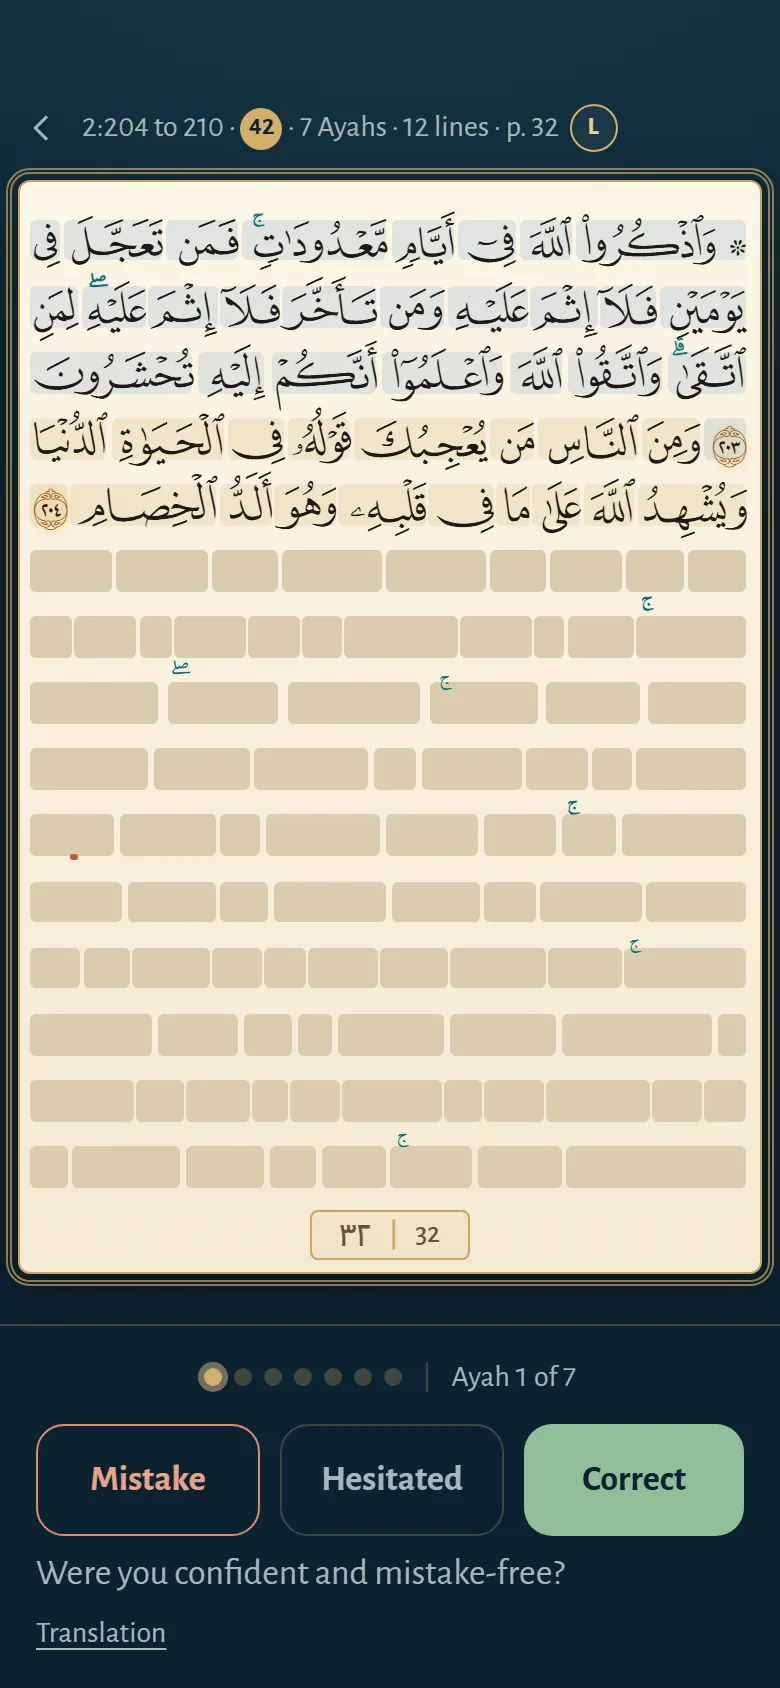 2:204 to 210 · 42 · 7 Ayahs · 12 lines · p. 32 L
۞ وَٱذْكُرُوا۟ ٱللَّهَ فِىٓ أَيَّامٍ مَّعْدُودَٰتٍ ۚ فَمَن تَعَجَّلَ فِى
يَوْمَيْنِ فَلَآ إِثْمَ عَلَيْهِ وَمَن تَأَخَّرَ فَلَآ إِثْمَ عَلَيْهِ ۖ لِمَنِ
ٱتَّقَىٰ ۗ وَٱتَّقُوا۟ ٱللَّهَ وَٱعْلَمُوٓا۟ أَنَّكُمْ إِلَيْهِ تُحْشَرُونَ
٢٠٣ وَمِنَ ٱلنَّاسِ مَن يُعْجِبُكَ قَوْلُهُۥ فِى ٱلْحَيَوٰةِ ٱلدُّنْيَا
وَيُشْهِدُ ٱللَّهَ عَلَىٰ مَا فِى قَلْبِهِۦ وَهُوَ أَلَدُّ ٱلْخِصَامِ ٢٠٤
ۚ
ۚ ۖ
ۚ
ۚ
ۚ
٣٢ | 32
Ayah 1 of 7
Mistake Hesitated Correct
Were you confident and mistake-free?
Translation